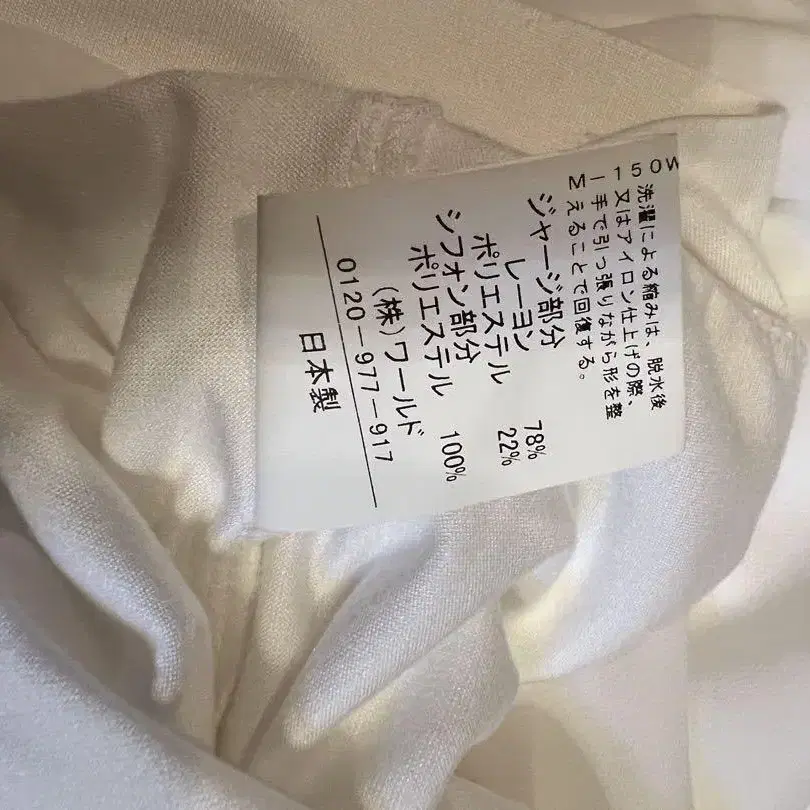 150W
洗濯による縮みは、脱水後
又はアイロン仕上げの際、
手で引っ張りながら形を整
えることで回復する。
ジャージ部分
レーヨン 78%
ポリエステル 22%
シフォン部分
ポリエステル 100%
(株)ワールド
0120-977-917
日本製